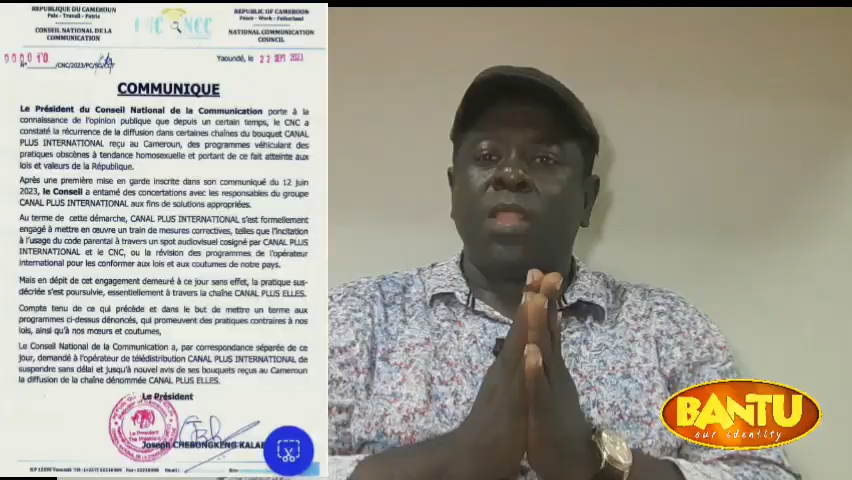 REPUBLIQUE DU CAMEROUN
Paix - Travail - Patrie
CONSEIL NATIONAL DE LA
COMMUNICATION
CNC NCC
REPUBLIC OF CAMEROON
Peace - Work - Fatherland
NATIONAL COMMUNICATION
COUNCIL
000010
N° /CNC/2023/PC/SG/
Yaoundé, le 22 SEPT 2023
COMMUNIQUE
Le Président du Conseil National de la Communication porte à la
connaissance de l'opinion publique que depuis un certain temps, le CNC a
constaté la récurrence de la diffusion dans certaines chaînes du bouquet CANAL
PLUS INTERNATIONAL reçu au Cameroun, des programmes véhiculant des
pratiques obscènes à tendance homosexuelle et portant de ce fait atteinte aux
lois et valeurs de la République.
Après une première mise en garde inscrite dans son communiqué du 12 juin
2023, le Conseil a entamé des concertations avec les responsables du groupe
CANAL PLUS INTERNATIONAL aux fins de solutions appropriées.
Au terme de cette démarche, CANAL PLUS INTERNATIONAL s'est formellement
engagé à mettre en œuvre un train de mesures correctives, telles que l'incitation
à l'usage du code parental à travers un spot audiovisuel cosigné par CANAL PLUS
INTERNATIONAL et le CNC, ou la révision des programmes de l'opérateur
international pour les conformer aux lois et aux coutumes de notre pays.
Mais en dépit de cet engagement demeuré à ce jour sans effet, la pratique sus-
décriée s'est poursuivie, essentiellement à travers la chaîne CANAL PLUS ELLES.
Compte tenu de ce qui précède et dans le but de mettre un terme aux
programmes ci-dessus dénoncés, qui promeuvent des pratiques contraires à nos
lois, ainsi qu'à nos mœurs et coutumes,
Le Conseil National de la Communication a, par correspondance séparée de ce
jour, demandé à l'opérateur de télédistribution CANAL PLUS INTERNATIONAL de
suspendre sans délai et jusqu'à nouvel avis de ses bouquets reçus au Cameroun
la diffusion de la chaîne dénommée CANAL PLUS ELLES.
Le Président
Le Président
The President
Joseph CHEBONGKENG KALAB
BANTU
our identity